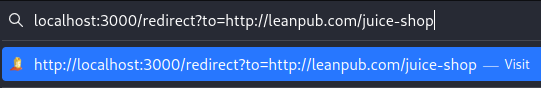 localhost:3000/redirect?to=http://leanpub.com/juice-shop
http://localhost:3000/redirect?to=http://leanpub.com/juice-shop — Visit